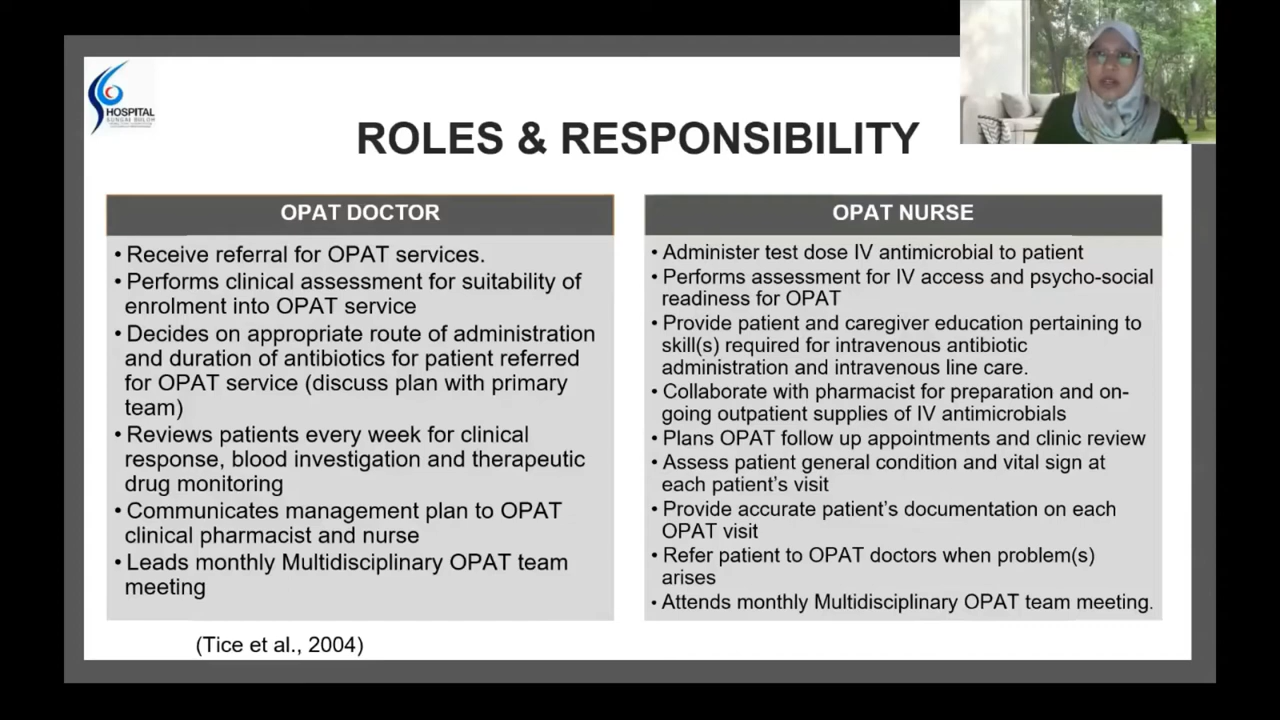 HOSPITAL
SUNGAI BULOH
ROLES & RESPONSIBILITY
OPAT DOCTOR
• Receive referral for OPAT services.
• Performs clinical assessment for suitability of
enrolment into OPAT service
• Decides on appropriate route of administration
and duration of antibiotics for patient referred
for OPAT service (discuss plan with primary
team)
• Reviews patients every week for clinical
response, blood investigation and therapeutic
drug monitoring
• Communicates management plan to OPAT
clinical pharmacist and nurse
• Leads monthly Multidisciplinary OPAT team
meeting
OPAT NURSE
• Administer test dose IV antimicrobial to patient
• Performs assessment for IV access and psycho-social
readiness for OPAT
• Provide patient and caregiver education pertaining to
skill(s) required for intravenous antibiotic
administration and intravenous line care.
• Collaborate with pharmacist for preparation and on-
going outpatient supplies of IV antimicrobials
• Plans OPAT follow up appointments and clinic review
• Assess patient general condition and vital sign at
each patient’s visit
• Provide accurate patient’s documentation on each
OPAT visit
• Refer patient to OPAT doctors when problem(s)
arises
• Attends monthly Multidisciplinary OPAT team meeting.
(Tice et al., 2004)